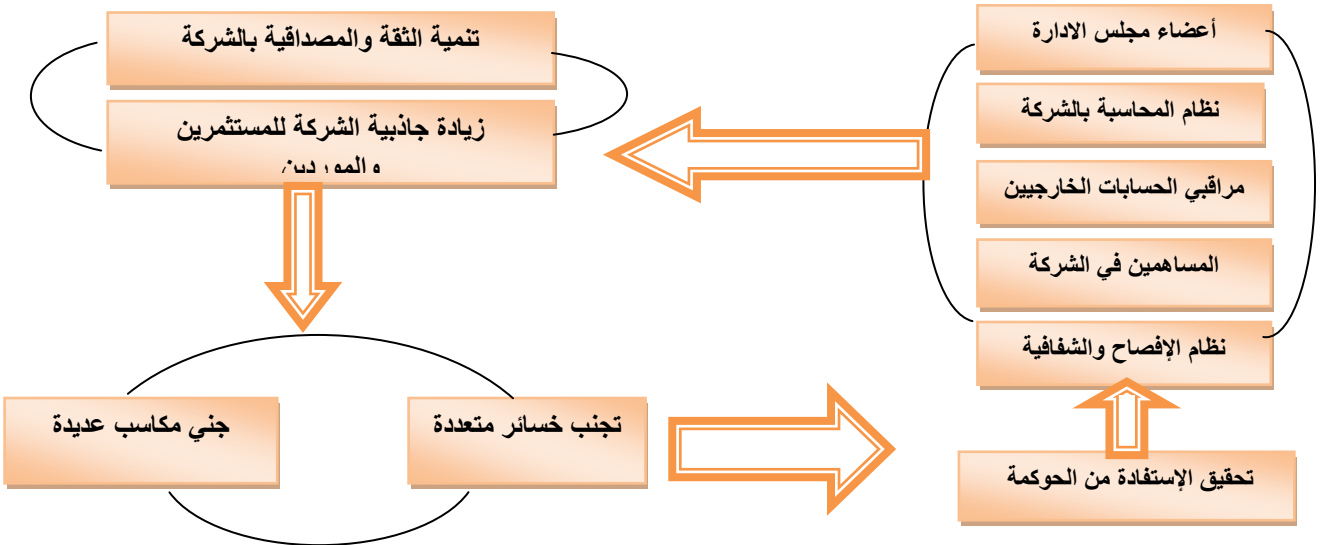 أعضاء مجلس الادارة
نظام المحاسبة بالشركة
مراقبي الحسابات الخارجيين
المساهمين في الشركة
نظام الإفصاح والشفافية
تحقيق الإستفادة من الحوكمة
تنمية الثقة والمصداقية بالشركة
زيادة جاذبية الشركة للمستثمرين
والموردين
تجنب خسائر متعددة
جني مكاسب عديدة